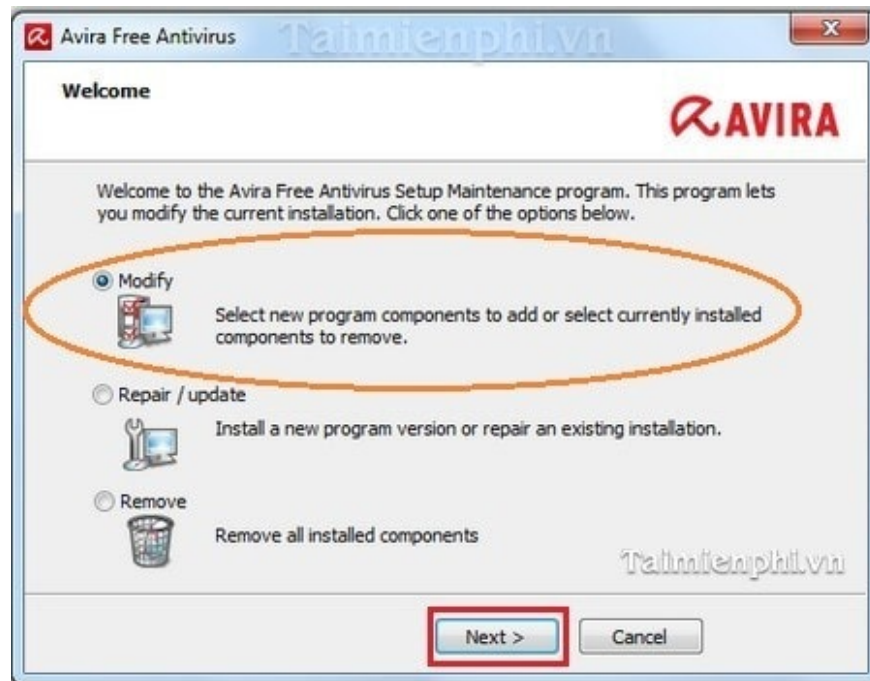 Avira Free Antivirus
Taimienphi.vn
Welcome
AVIRA
Welcome to the Avira Free Antivirus Setup Maintenance program. This program lets
you modify the current installation. Click one of the options below.
Modify
Select new program components to add or select currently installed
components to remove.
Repair / update
Install a new program version or repair an existing installation.
Remove
Remove all installed components
Taimienphi.vn
Next >
Cancel